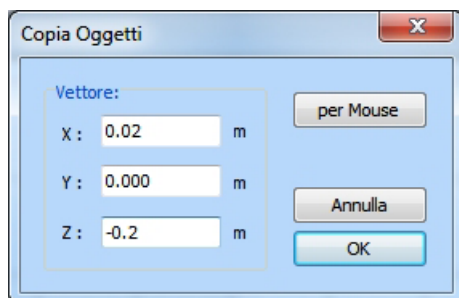 Copia Oggetti
Vettore:
X : 0.02 m
per Mouse
Y : 0.000 m
Annulla
Z : -0.2 m
OK